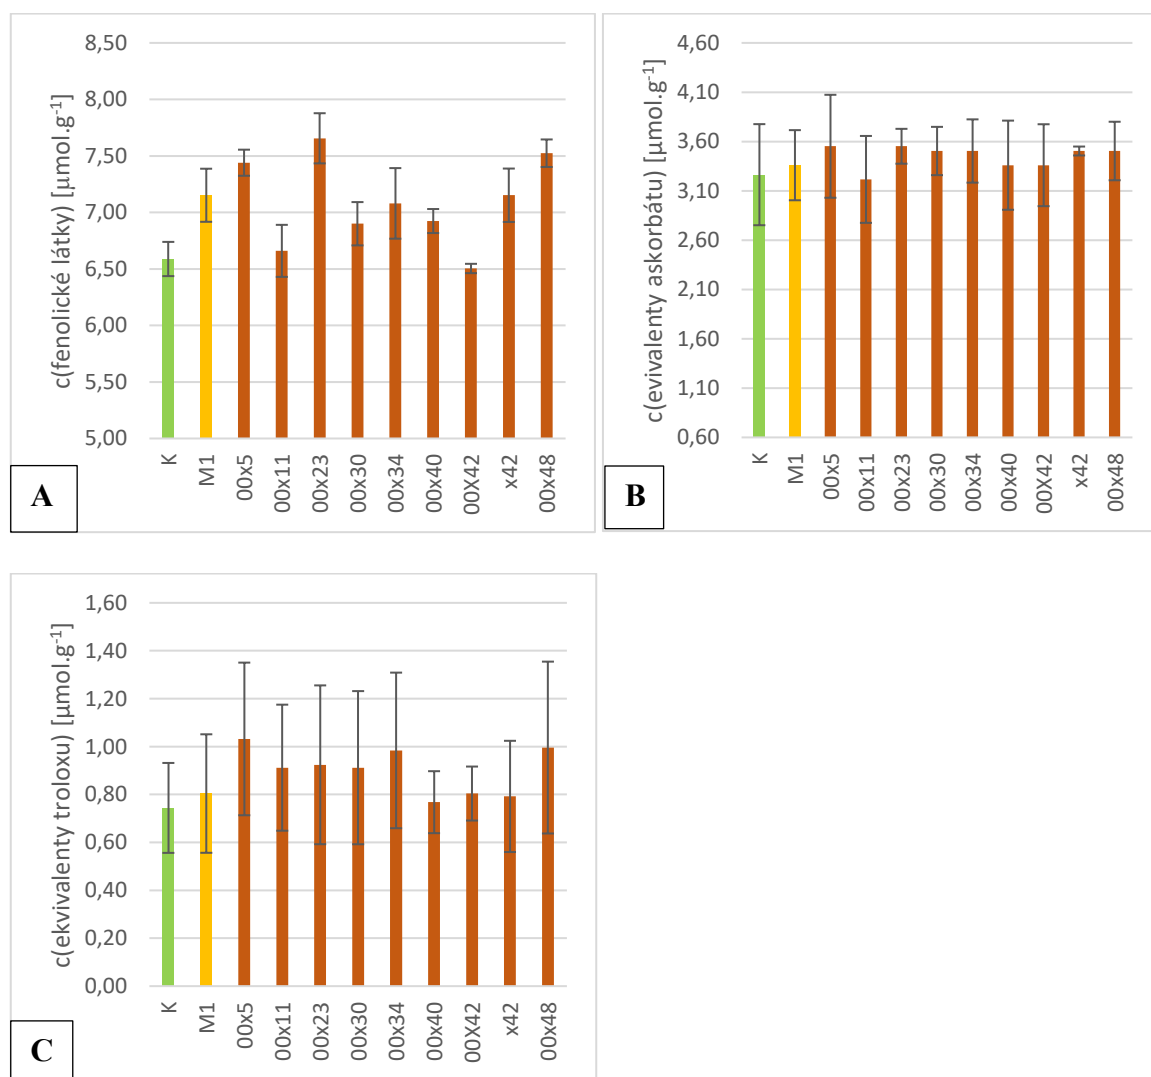 c(fenolické látky) [µmol.g⁻¹]
8,50
8,00
7,50
7,00
6,50
6,00
5,50
5,00
K
M1
00x5
00x11
00x23
00x30
00x34
00x40
00X42
x42
00x48
A
c(evivalenty askorbátu) [µmol.g⁻¹]
4,60
4,10
3,60
3,10
2,60
2,10
1,60
1,10
0,60
K
M1
00x5
00x11
00x23
00x30
00x34
00x40
00X42
x42
00x48
B
c(ekvivalenty troloxu) [µmol.g⁻¹]
1,60
1,40
1,20
1,00
0,80
0,60
0,40
0,20
0,00
K
M1
00x5
00x11
00x23
00x30
00x34
00x40
00X42
x42
00x48
C